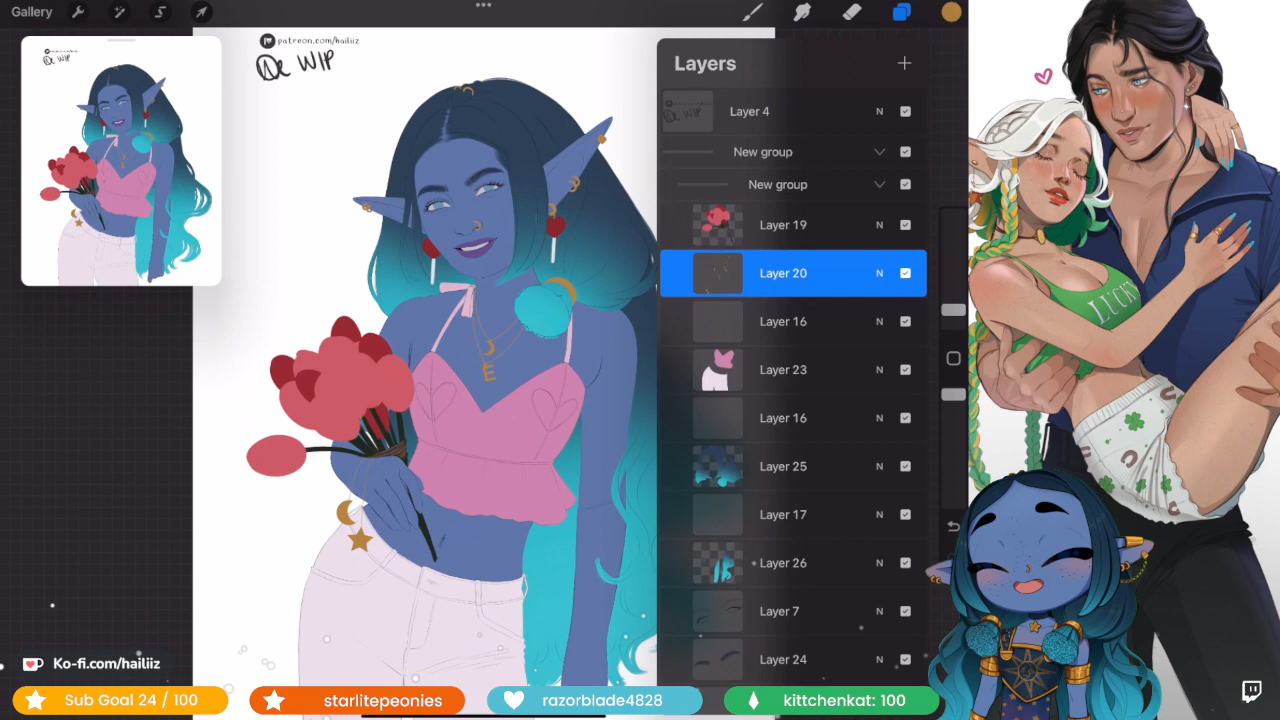 Gallery
patreon.com/hailiiz
WIP
WIP
Layers
Layer 4 N
New group
New group
Layer 19 N
Layer 20 N
Layer 16 N
Layer 23 N
Layer 16 N
Layer 25 N
Layer 17 N
Layer 26 N
Layer 7 N
Layer 24 N
E
LUCKY
Ko-fi.com/hailiiz
Sub Goal 24 / 100
starlitepeonies
razorblade4828
kittchenkat: 100